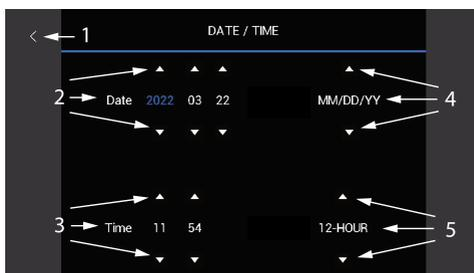 < 1 DATE / TIME
2 Date 2022 03 22 MM/DD/YY 4
3 Time 11 54 12-HOUR 5